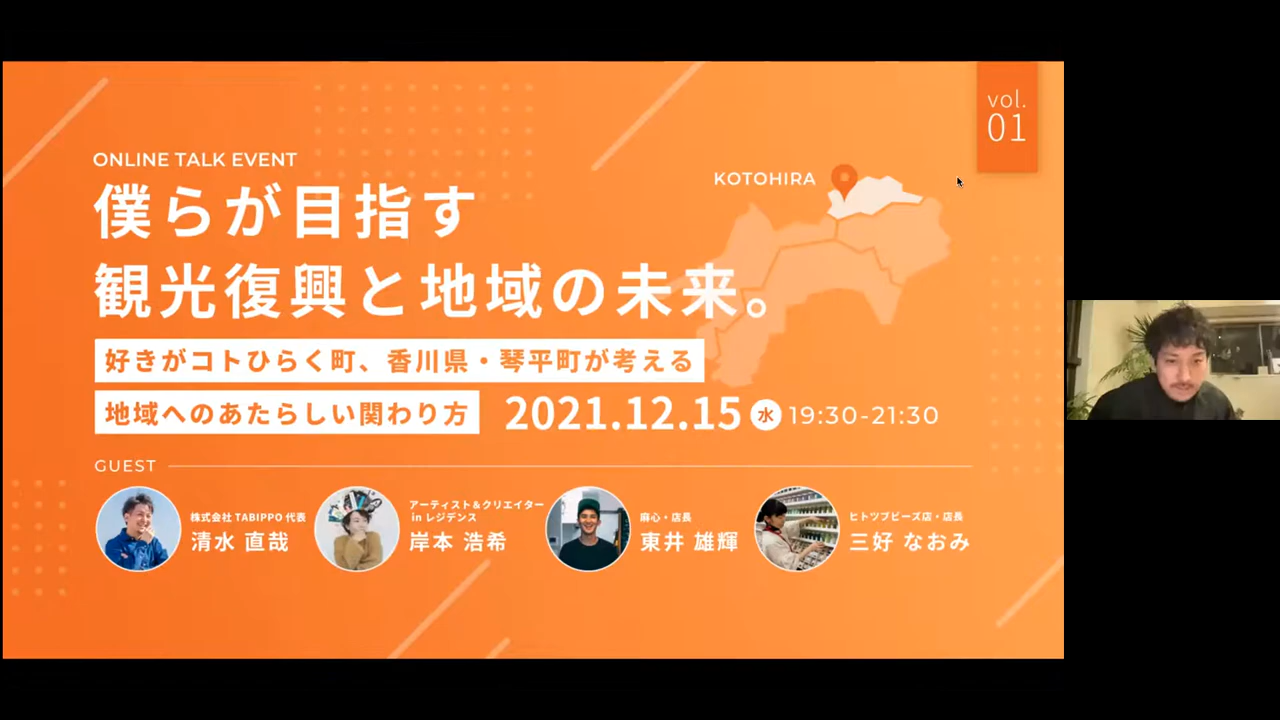 vol.
01
ONLINE TALK EVENT
KOTOHIRA
僕らが目指す
観光復興と地域の未来。
好きがコトひらく町、香川県・琴平町が考える
地域へのあたらしい関わり方
2021.12.15 水 19:30-21:30
GUEST
株式会社 TABIPPO 代表
清水 直哉
アーティスト＆クリエイター
in レジデンス
岸本 浩希
麻心・店長
東井 雄輝
ヒトツブビーズ店・店長
三好 なおみ